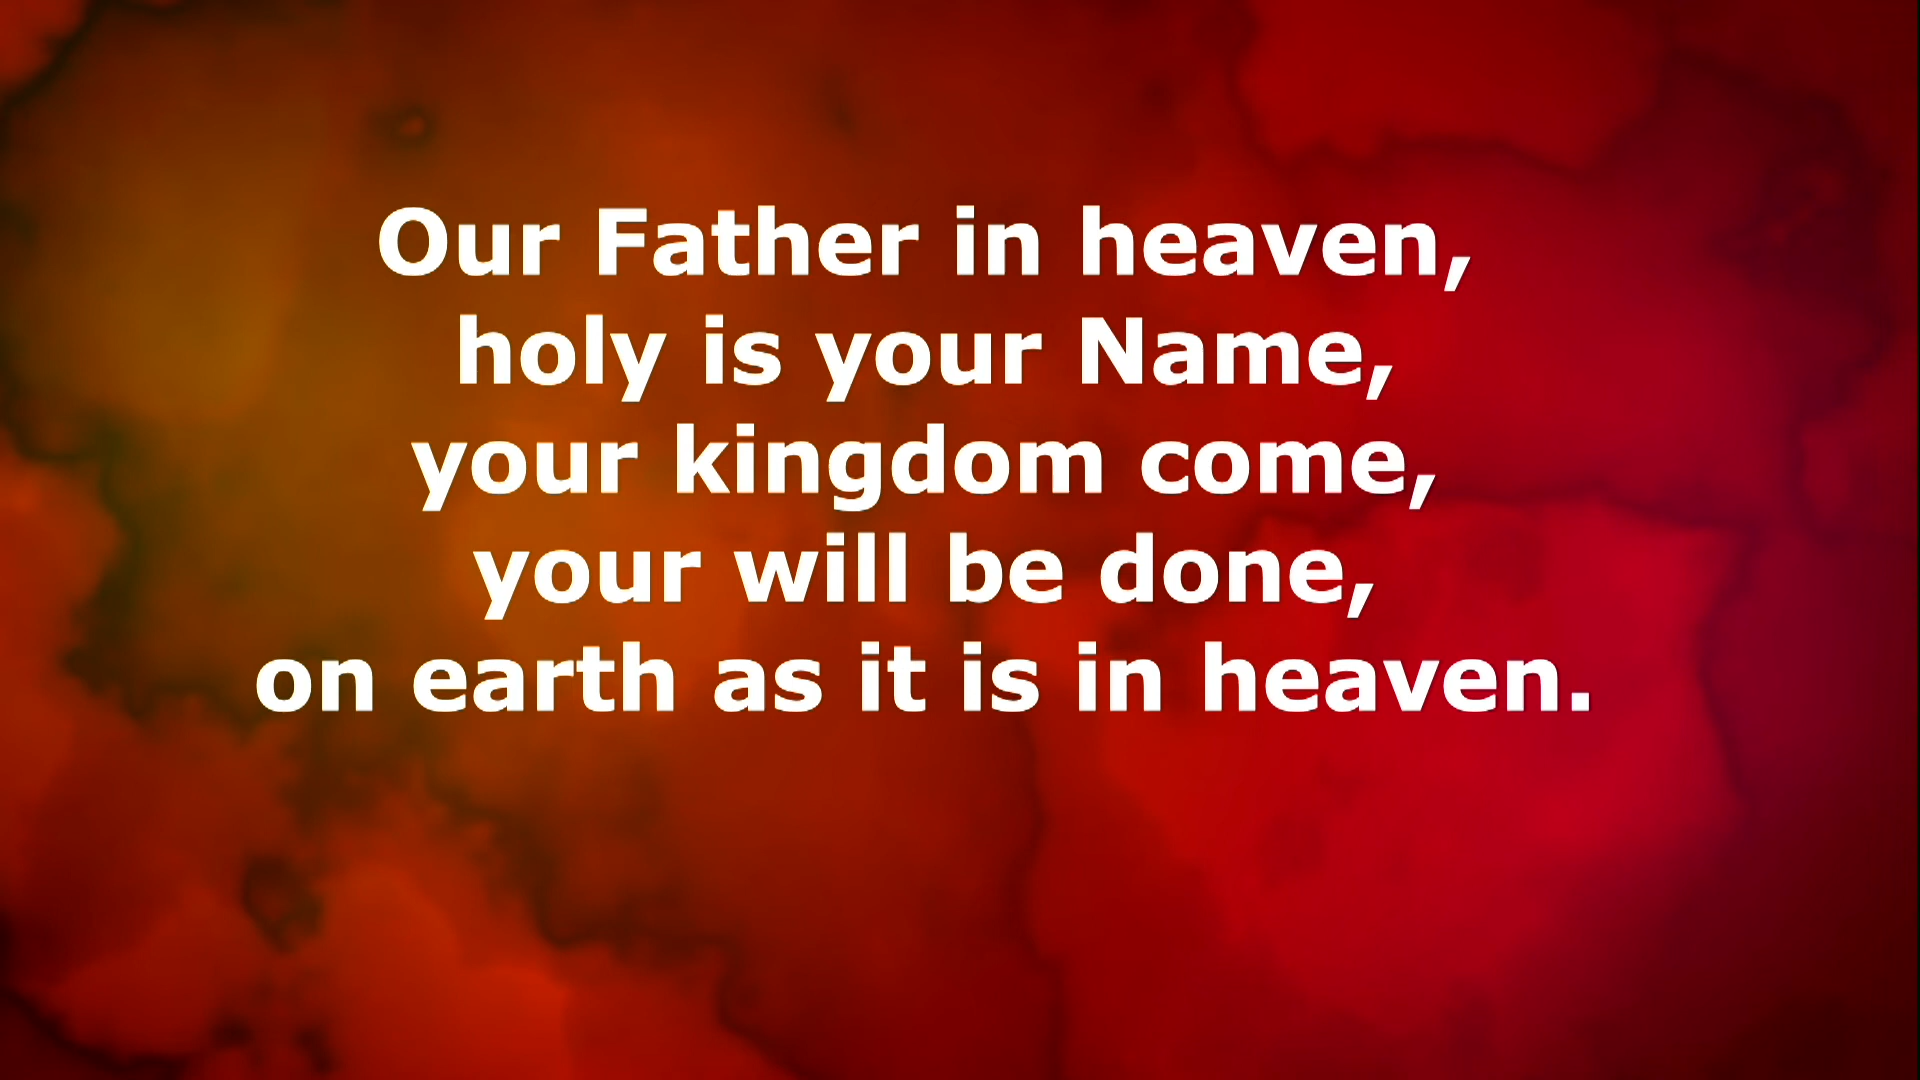 Our Father in heaven,
holy is your Name,
your kingdom come,
your will be done,
on earth as it is in heaven.